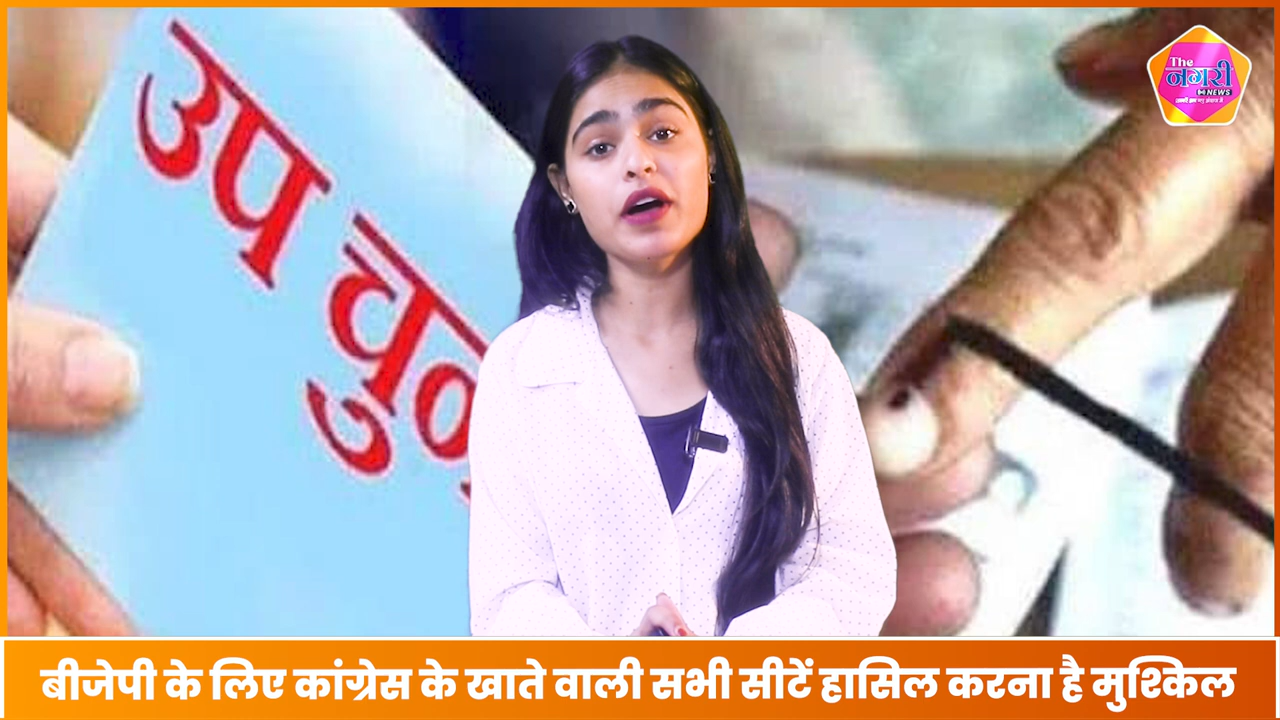 उप चु
The
नगरी
NEWS
बीजेपी के लिए कांग्रेस के खाते वाली सभी सीटें हासिल करना है मुश्किल